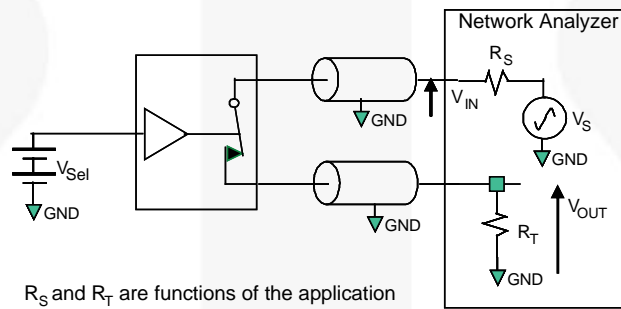 Network Analyzer
R_S
V_IN
GND
V_S
GND
V_Sel
GND
GND
V_OUT
R_T
GND
R_S and R_T are functions of the application